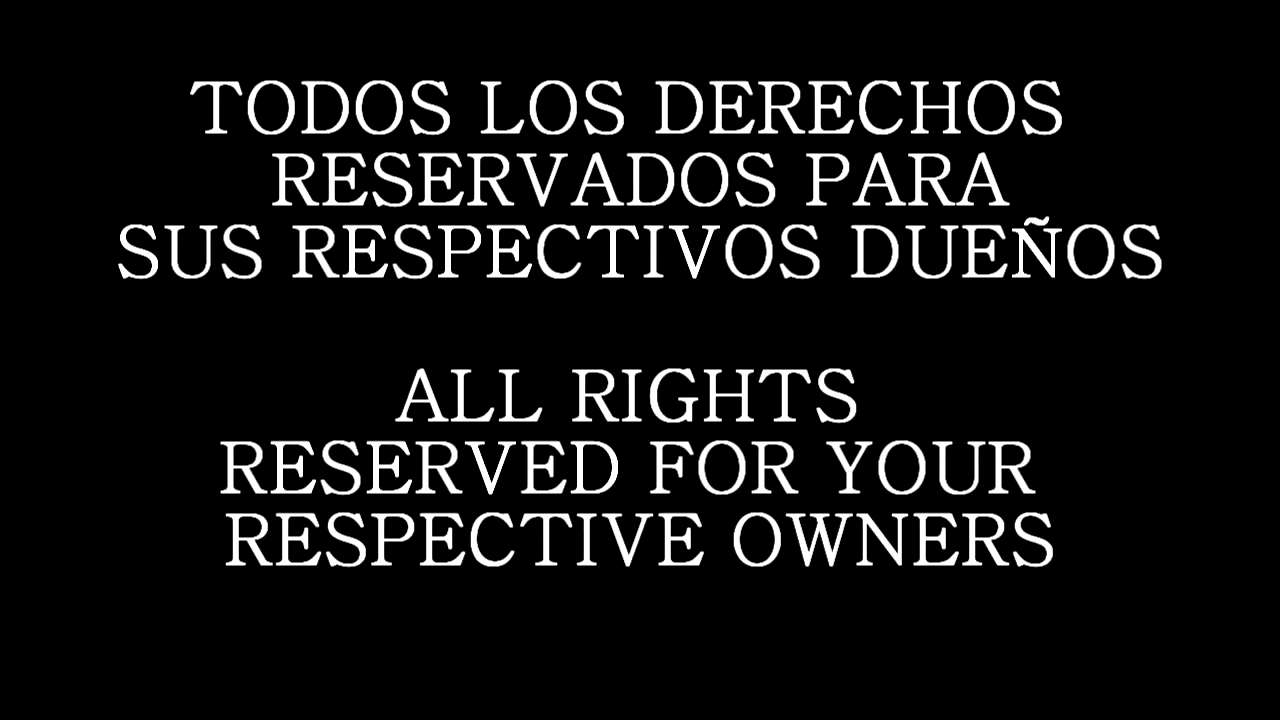 TODOS LOS DERECHOS
RESERVADOS PARA
SUS RESPECTIVOS DUEÑOS
ALL RIGHTS
RESERVED FOR YOUR
RESPECTIVE OWNERS